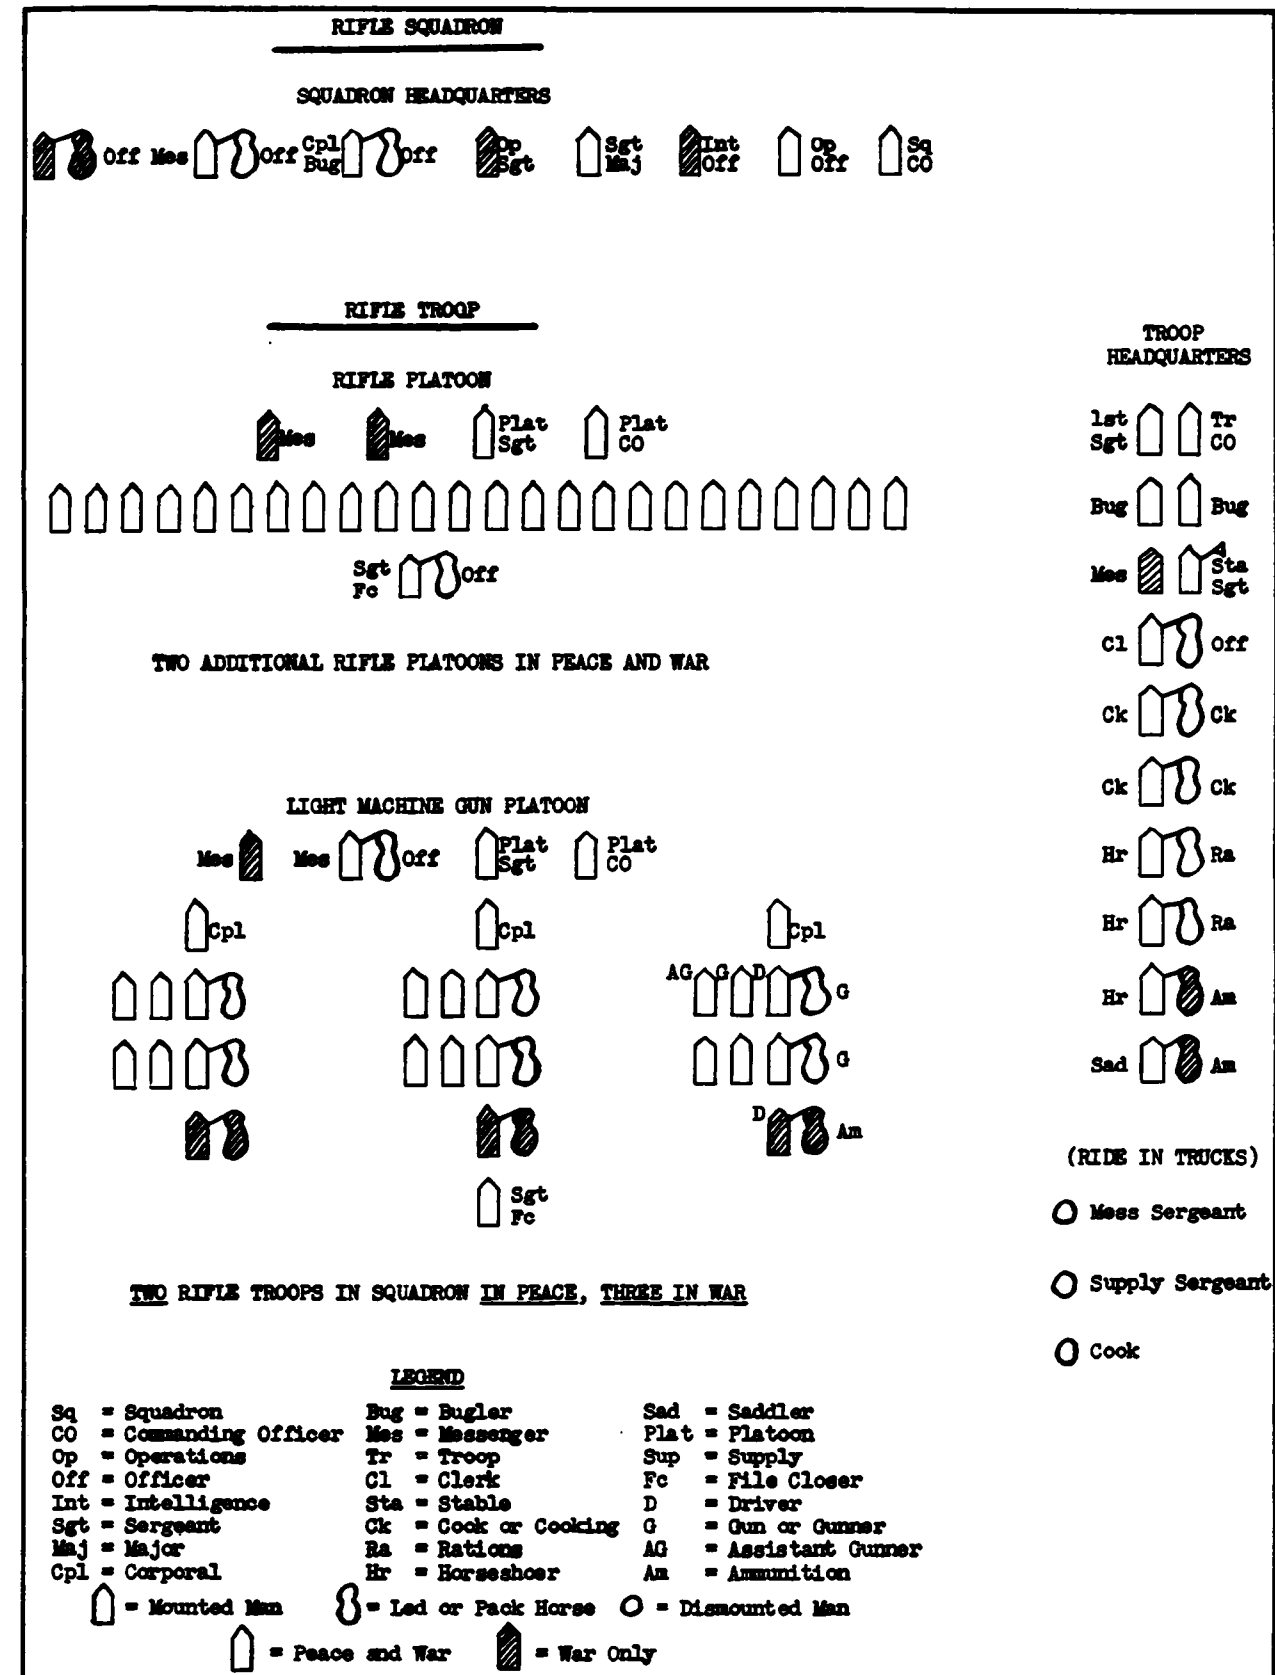 RIFLE SQUADRON
SQUADRON HEADQUARTERS
Off Mes Off Cpl Bug Off Op Sgt Sgt Maj Int Off Op Off Sq CO
RIFLE TROOP
RIFLE PLATOON
Mes Mes Plat Sgt Plat CO
Sgt Fc Off
TWO ADDITIONAL RIFLE PLATOONS IN PEACE AND WAR
LIGHT MACHINE GUN PLATOON
Mes Mes Off Plat Sgt Plat CO
Cpl Cpl Cpl
AG G D G
G
D Am
Sgt Fc
TWO RIFLE TROOPS IN SQUADRON IN PEACE, THREE IN WAR
TROOP
HEADQUARTERS
1st Sgt Tr CO
Bug Bug
Mes Sta Sgt
Cl Off
Ck Ck
Ck Ck
Hr Ra
Hr Ra
Hr Am
Sad Am
(RIDE IN TRUCKS)
Mess Sergeant
Supply Sergeant
Cook
LEGEND
Sq = Squadron Bug = Bugler Sad = Saddler
CO = Commanding Officer Mes = Messenger Plat = Platoon
Op = Operations Tr = Troop Sup = Supply
Off = Officer Cl = Clerk Fc = File Closer
Int = Intelligence Sta = Stable D = Driver
Sgt = Sergeant Ck = Cook or Cooking G = Gun or Gunner
Maj = Major Ra = Rations AG = Assistant Gunner
Cpl = Corporal Hr = Horseshoer Am = Ammunition
= Mounted Man = Led or Pack Horse = Dismounted Man
= Peace and War = War Only